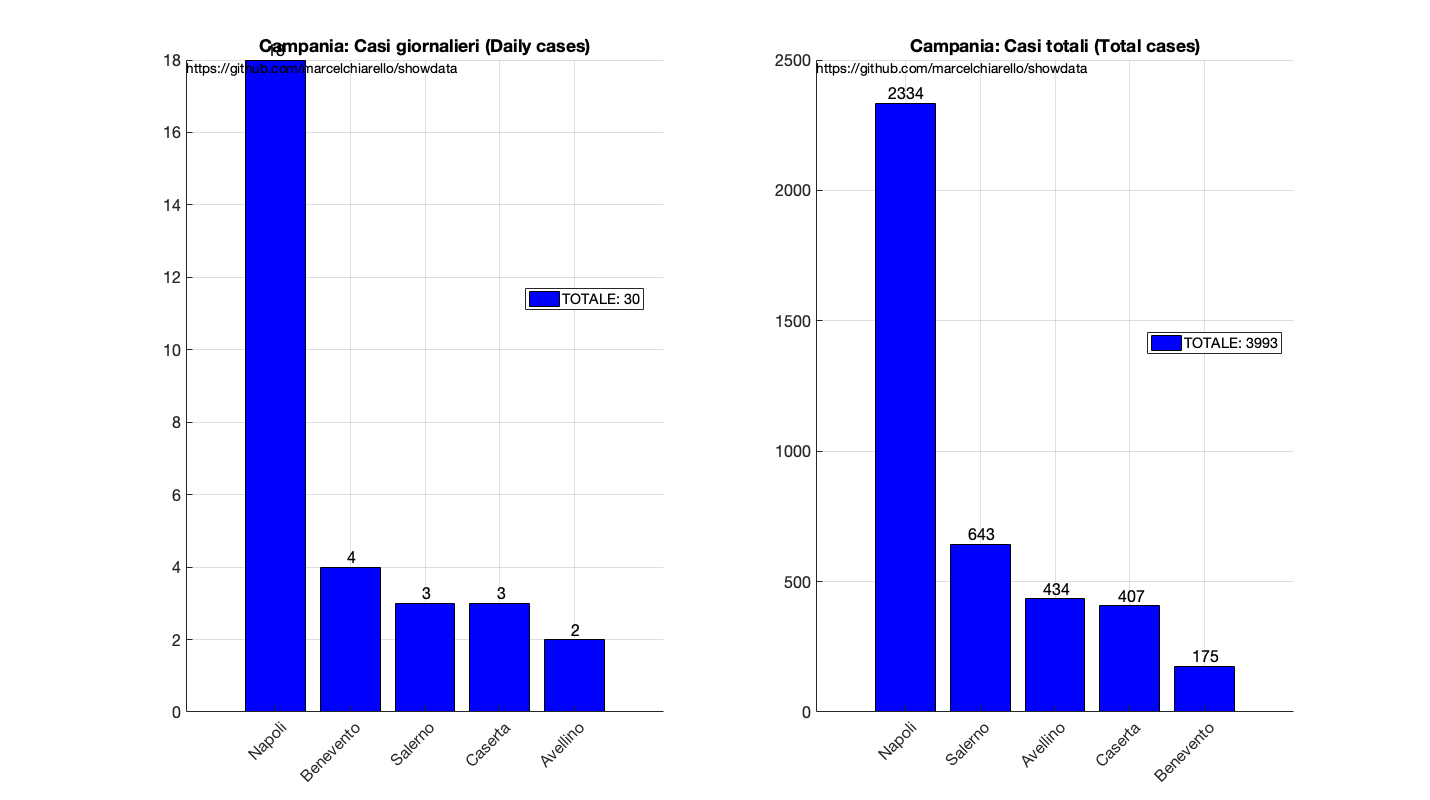 Campania: Casi giornalieri (Daily cases)
18
https://github.com/marcelchiarello/showdata
18
16
14
12
10
8
6
4
2
0
4
3
3
2
TOTALE: 30
Napoli
Benevento
Salerno
Caserta
Avellino
Campania: Casi totali (Total cases)
https://github.com/marcelchiarello/showdata
2500
2000
1500
1000
500
0
2334
643
434
407
175
TOTALE: 3993
Napoli
Salerno
Avellino
Caserta
Benevento